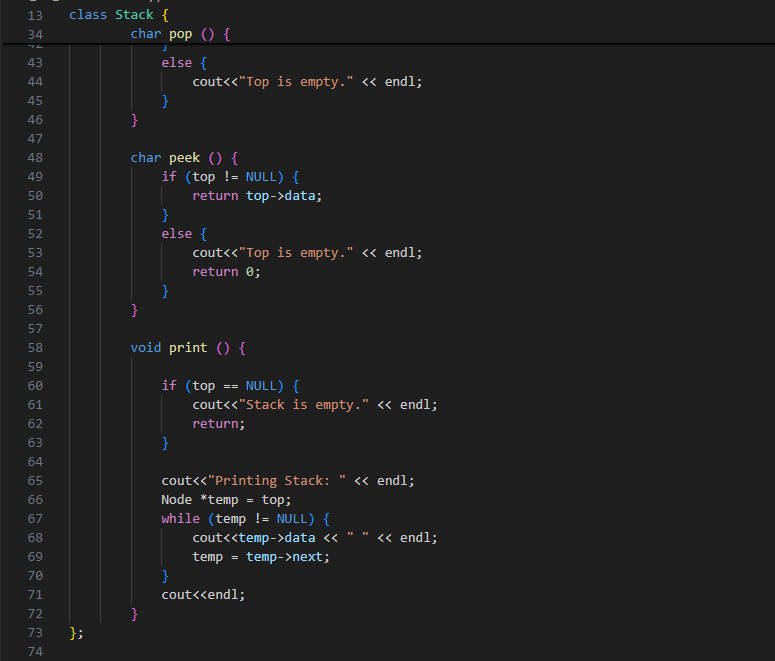 13 class Stack {
34 char pop () {
42 }
43 else {
44 cout<<"Top is empty." << endl;
45 }
46 }
47
48 char peek () {
49 if (top != NULL) {
50 return top->data;
51 }
52 else {
53 cout<<"Top is empty." << endl;
54 return 0;
55 }
56 }
57
58 void print () {
59
60 if (top == NULL) {
61 cout<<"Stack is empty." << endl;
62 return;
63 }
64
65 cout<<"Printing Stack: " << endl;
66 Node *temp = top;
67 while (temp != NULL) {
68 cout<<temp->data << " " << endl;
69 temp = temp->next;
70 }
71 cout<<endl;
72 }
73 };
74